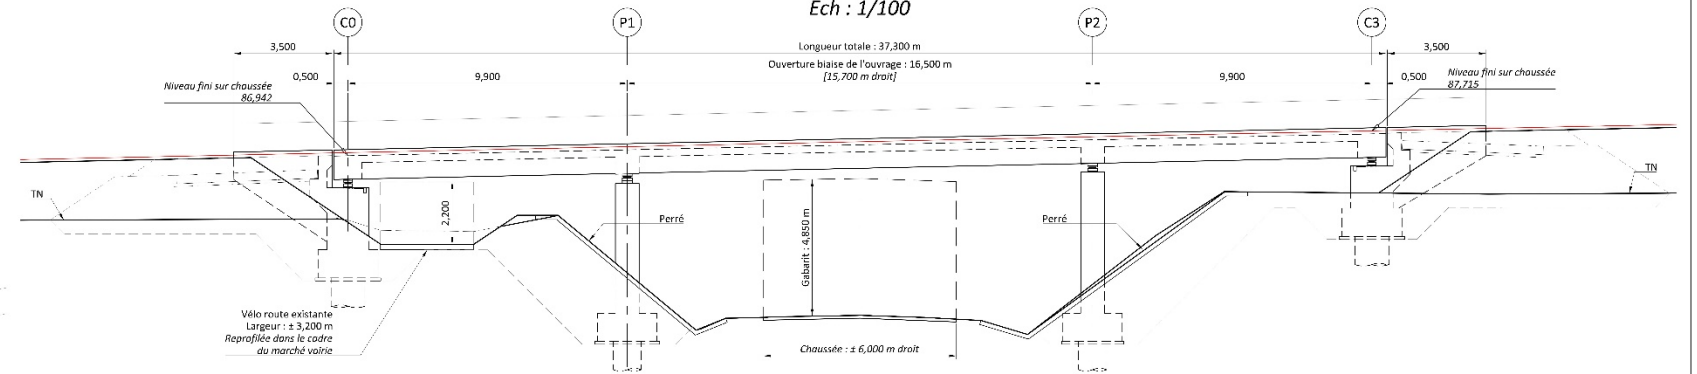 Ech : 1/100
C0
P1
P2
C3
3,500
Longueur totale : 37,300 m
3,500
Ouverture biaise de l'ouvrage : 16,500 m
[15,700 m droit]
0,500
9,900
9,900
0,500
Niveau fini sur chaussée
86,942
Niveau fini sur chaussée
87,715
TN
TN
2,200
Perré
Gabarit : 4,850 m
Perré
Vélo route existante
Largeur : ± 3,200 m
Reprofilée dans le cadre
du marché voirie
Chaussée : ± 6,000 m droit